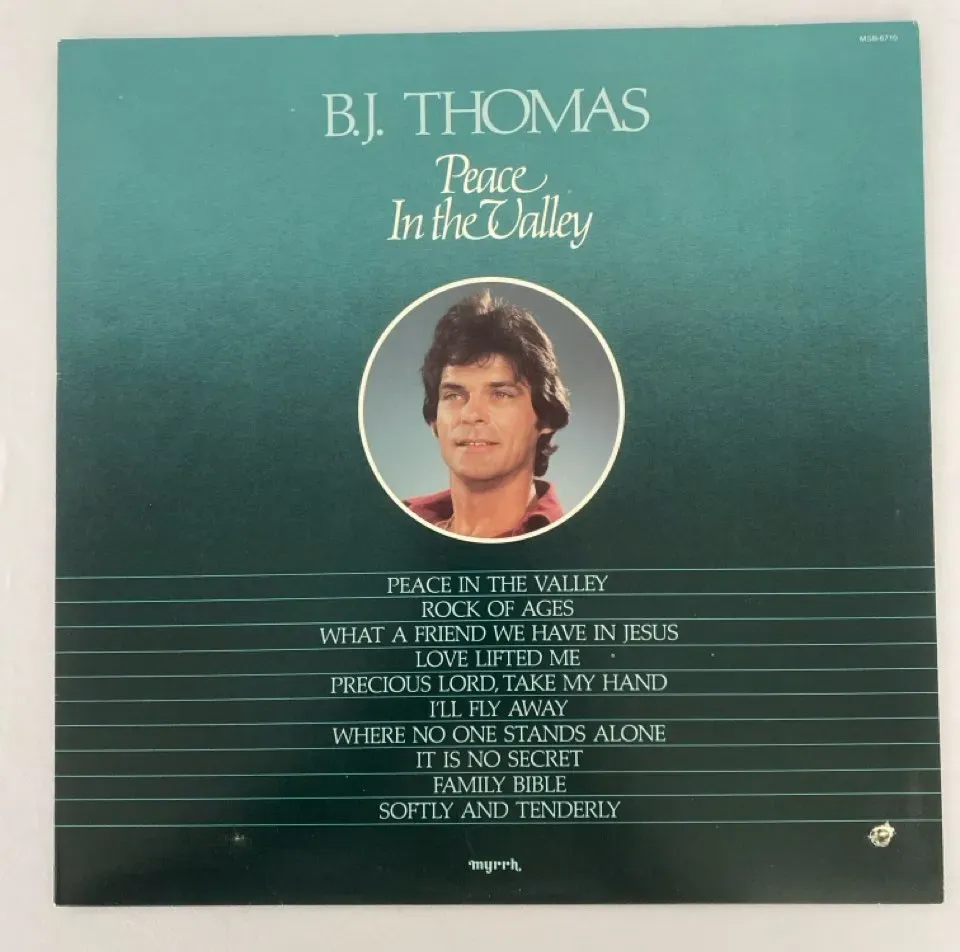 MSB-6710
B.J. THOMAS
Peace
In the Valley
PEACE IN THE VALLEY
ROCK OF AGES
WHAT A FRIEND WE HAVE IN JESUS
LOVE LIFTED ME
PRECIOUS LORD, TAKE MY HAND
I'LL FLY AWAY
WHERE NO ONE STANDS ALONE
IT IS NO SECRET
FAMILY BIBLE
SOFTLY AND TENDERLY
myrrh